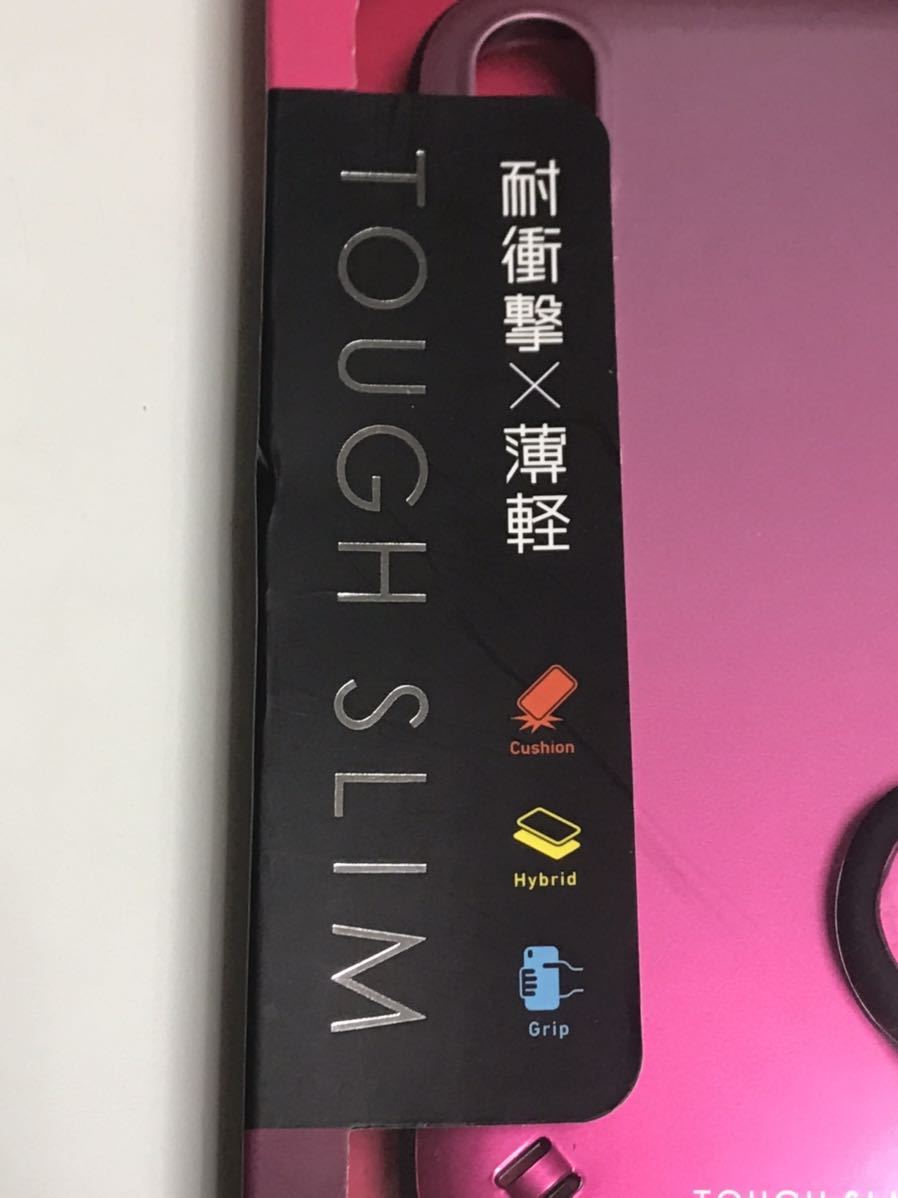 耐衝撃×薄軽
TOUGH SLIM
Cushion
Hybrid
Grip